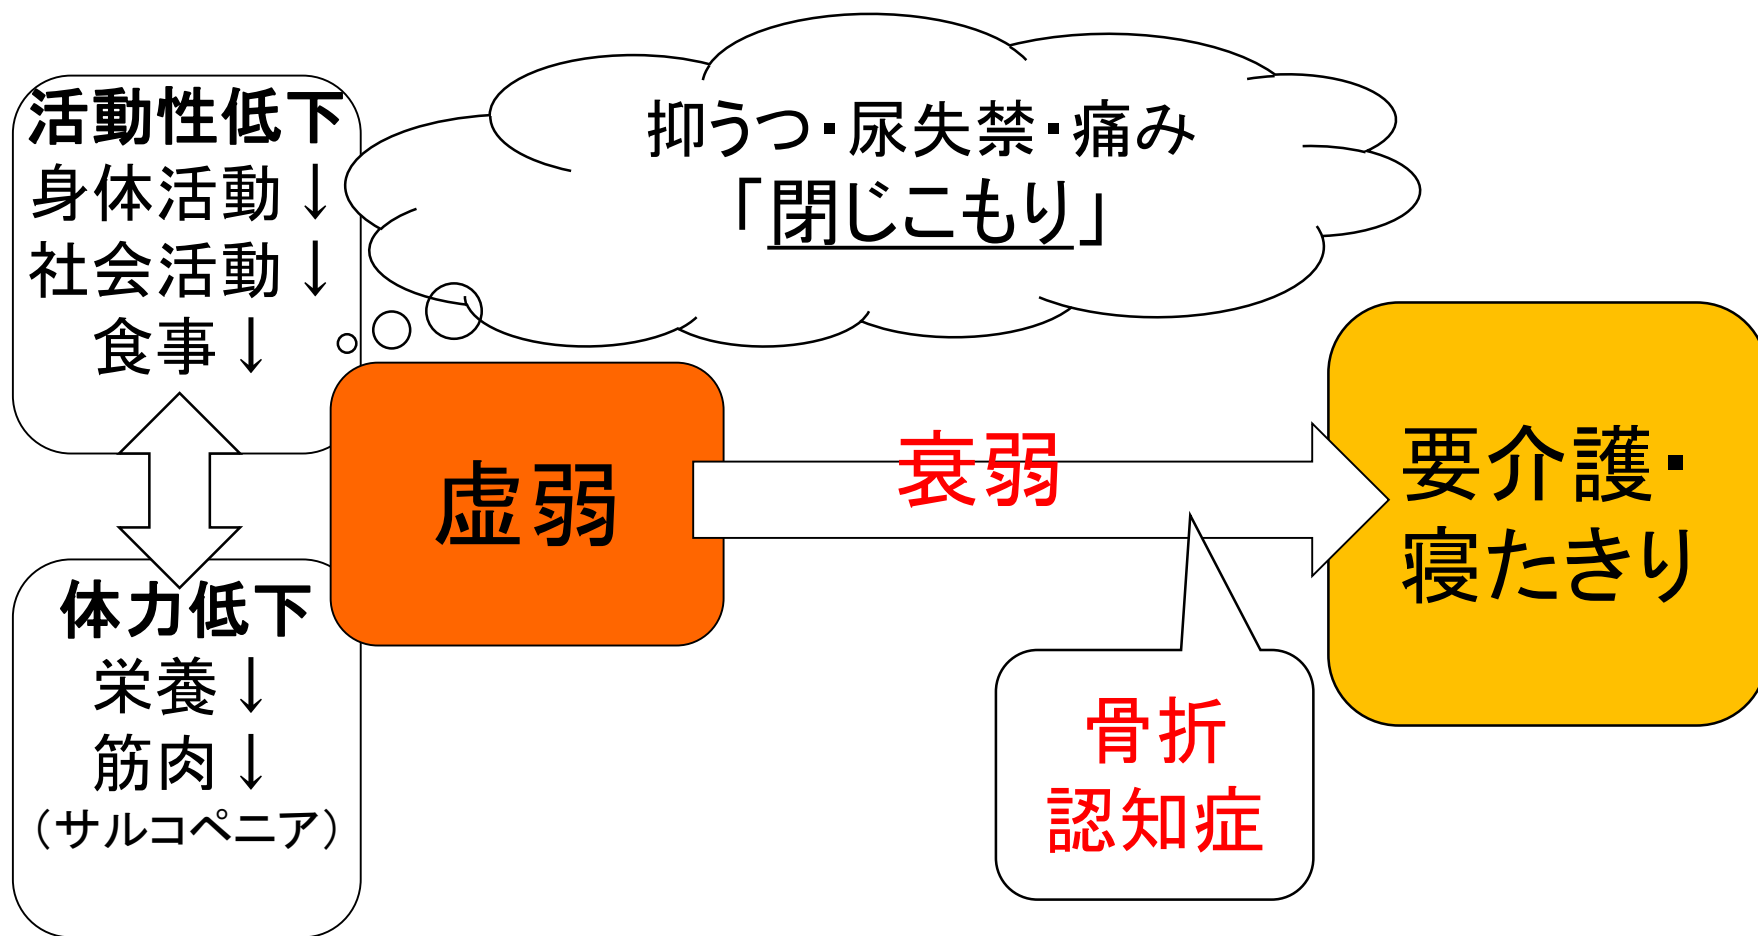 活動性低下
身体活動↓
社会活動↓
食事↓
体力低下
栄養↓
筋肉↓
（サルコペニア）
抑うつ・尿失禁・痛み
「閉じこもり」
虚弱
衰弱
骨折
認知症
要介護・
寝たきり